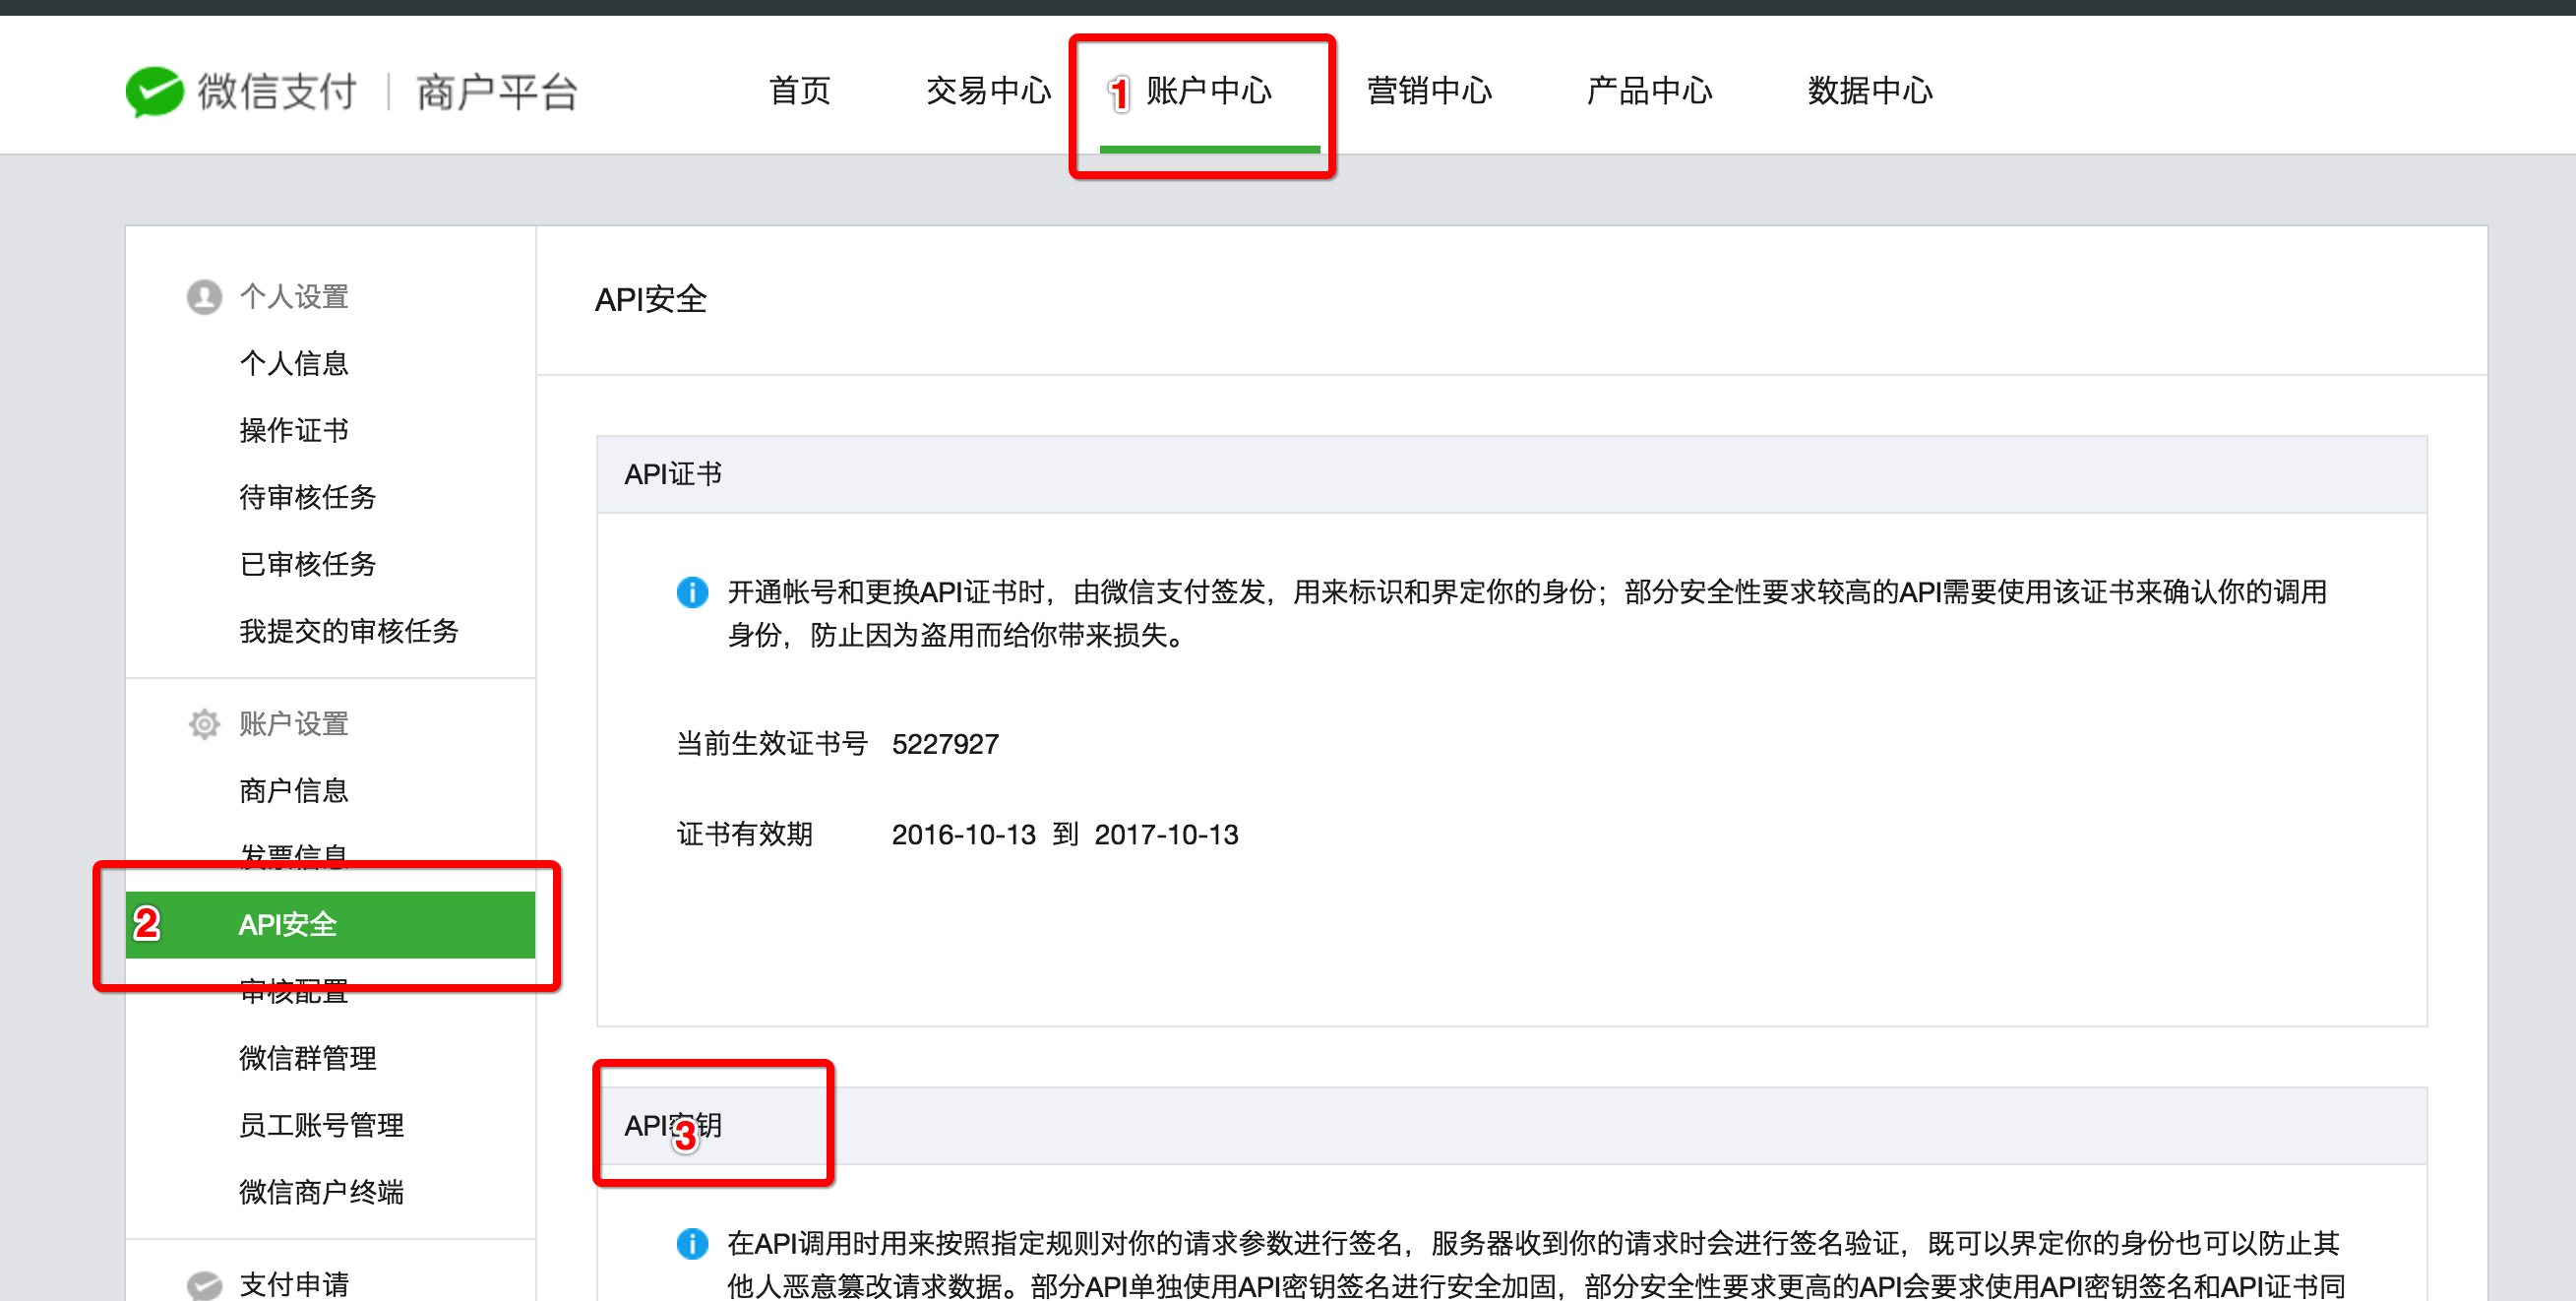 微信支付 | 商户平台
首页 交易中心 1 账户中心 营销中心 产品中心 数据中心
个人设置
个人信息
操作证书
待审核任务
已审核任务
我提交的审核任务
账户设置
商户信息
发票信息
2 API安全
审核配置
微信群管理
员工账号管理
微信商户终端
支付申请
API安全
API证书
开通帐号和更换API证书时，由微信支付签发，用来标识和界定你的身份；部分安全性要求较高的API需要使用该证书来确认你的调用
身份，防止因为盗用而给你带来损失。
当前生效证书号 5227927
证书有效期 2016-10-13 到 2017-10-13
API密钥
3
在API调用时用来按照指定规则对你的请求参数进行签名，服务器收到你的请求时会进行签名验证，既可以界定你的身份也可以防止其
他人恶意篡改请求数据。部分API单独使用API密钥签名进行安全加固，部分安全性要求更高的API会要求使用API密钥签名和API证书同